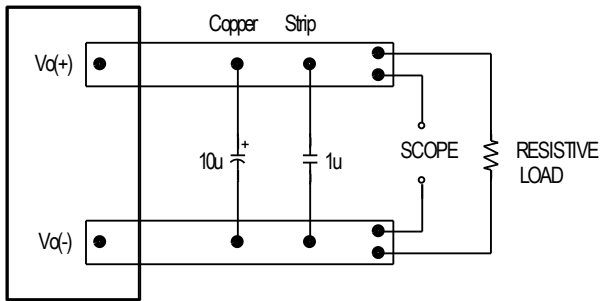 Copper Strip
Vo(+)
+
10u
1u
SCOPE
RESISTIVE
LOAD
Vo(-)